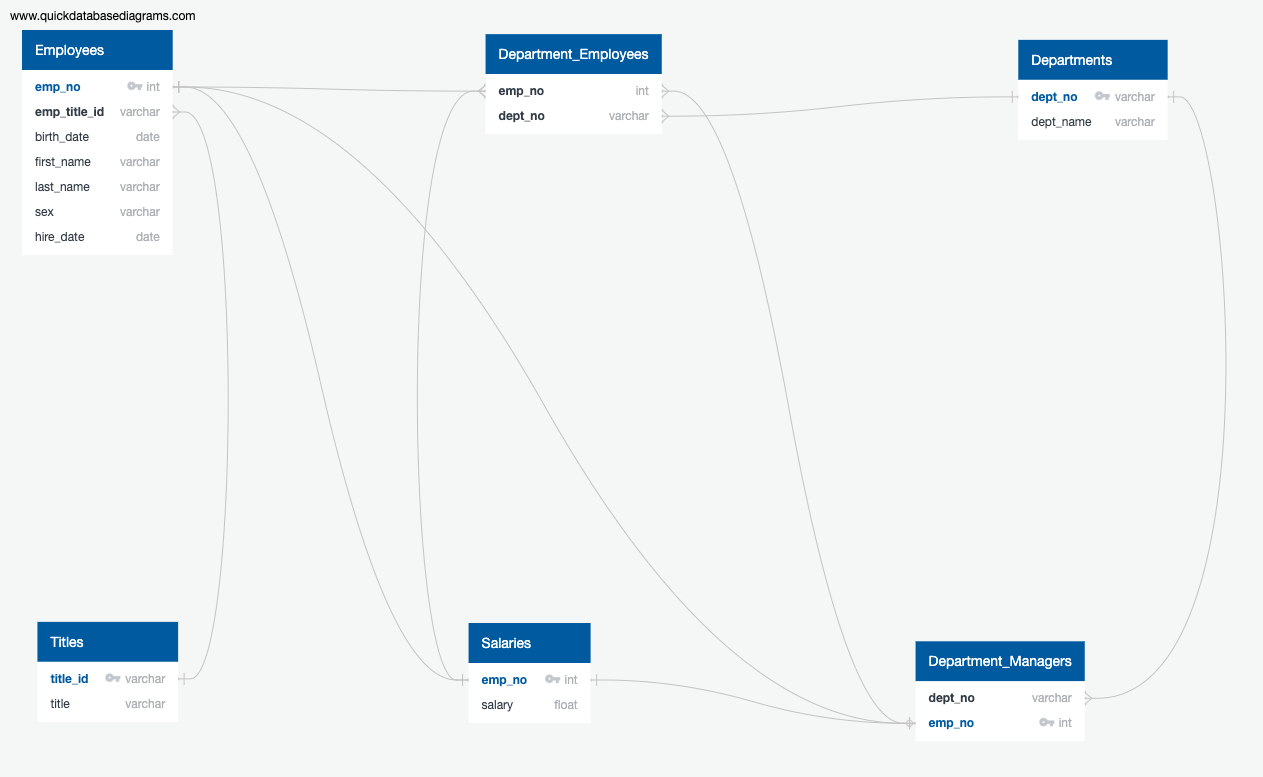 www.quickdatabasediagrams.com
Employees
emp_no int
emp_title_id varchar
birth_date date
first_name varchar
last_name varchar
sex varchar
hire_date date
Department_Employees
emp_no int
dept_no varchar
Departments
dept_no varchar
dept_name varchar
Titles
title_id varchar
title varchar
Salaries
emp_no int
salary float
Department_Managers
dept_no varchar
emp_no int